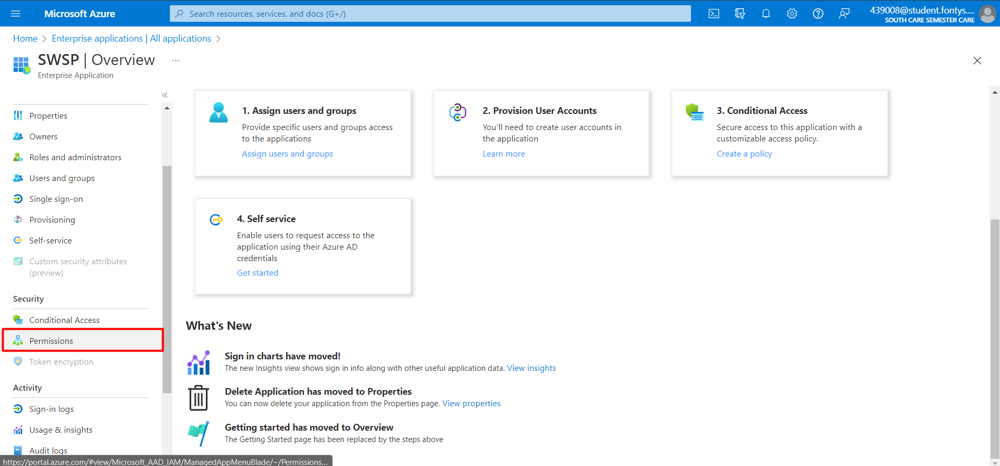 Microsoft Azure
Search resources, services, and docs (G+/)
439008@student.fontys....
SOUTH CARE SEMESTER CARE
Home > Enterprise applications | All applications >
SWSP | Overview ...
Enterprise Application
Properties
Owners
Roles and administrators
Users and groups
Single sign-on
Provisioning
Self-service
Custom security attributes
(preview)
Security
Conditional Access
Permissions
Token encryption
Activity
Sign-in logs
Usage & insights
Audit logs
1. Assign users and groups
Provide specific users and groups access
to the applications
Assign users and groups
2. Provision User Accounts
You'll need to create user accounts in
the application
Learn more
3. Conditional Access
Secure access to this application with a
customizable access policy.
Create a policy
4. Self service
Enable users to request access to the
application using their Azure AD
credentials
Get started
What's New
Sign in charts have moved!
The new Insights view shows sign in info along with other useful application data. View insights
Delete Application has moved to Properties
You can now delete your application from the Properties page. View properties
Getting started has moved to Overview
The Getting Started page has been replaced by the steps above
https://portal.azure.com/#view/Microsoft_AAD_IAM/ManagedAppMenuBlade/~/Permissions...